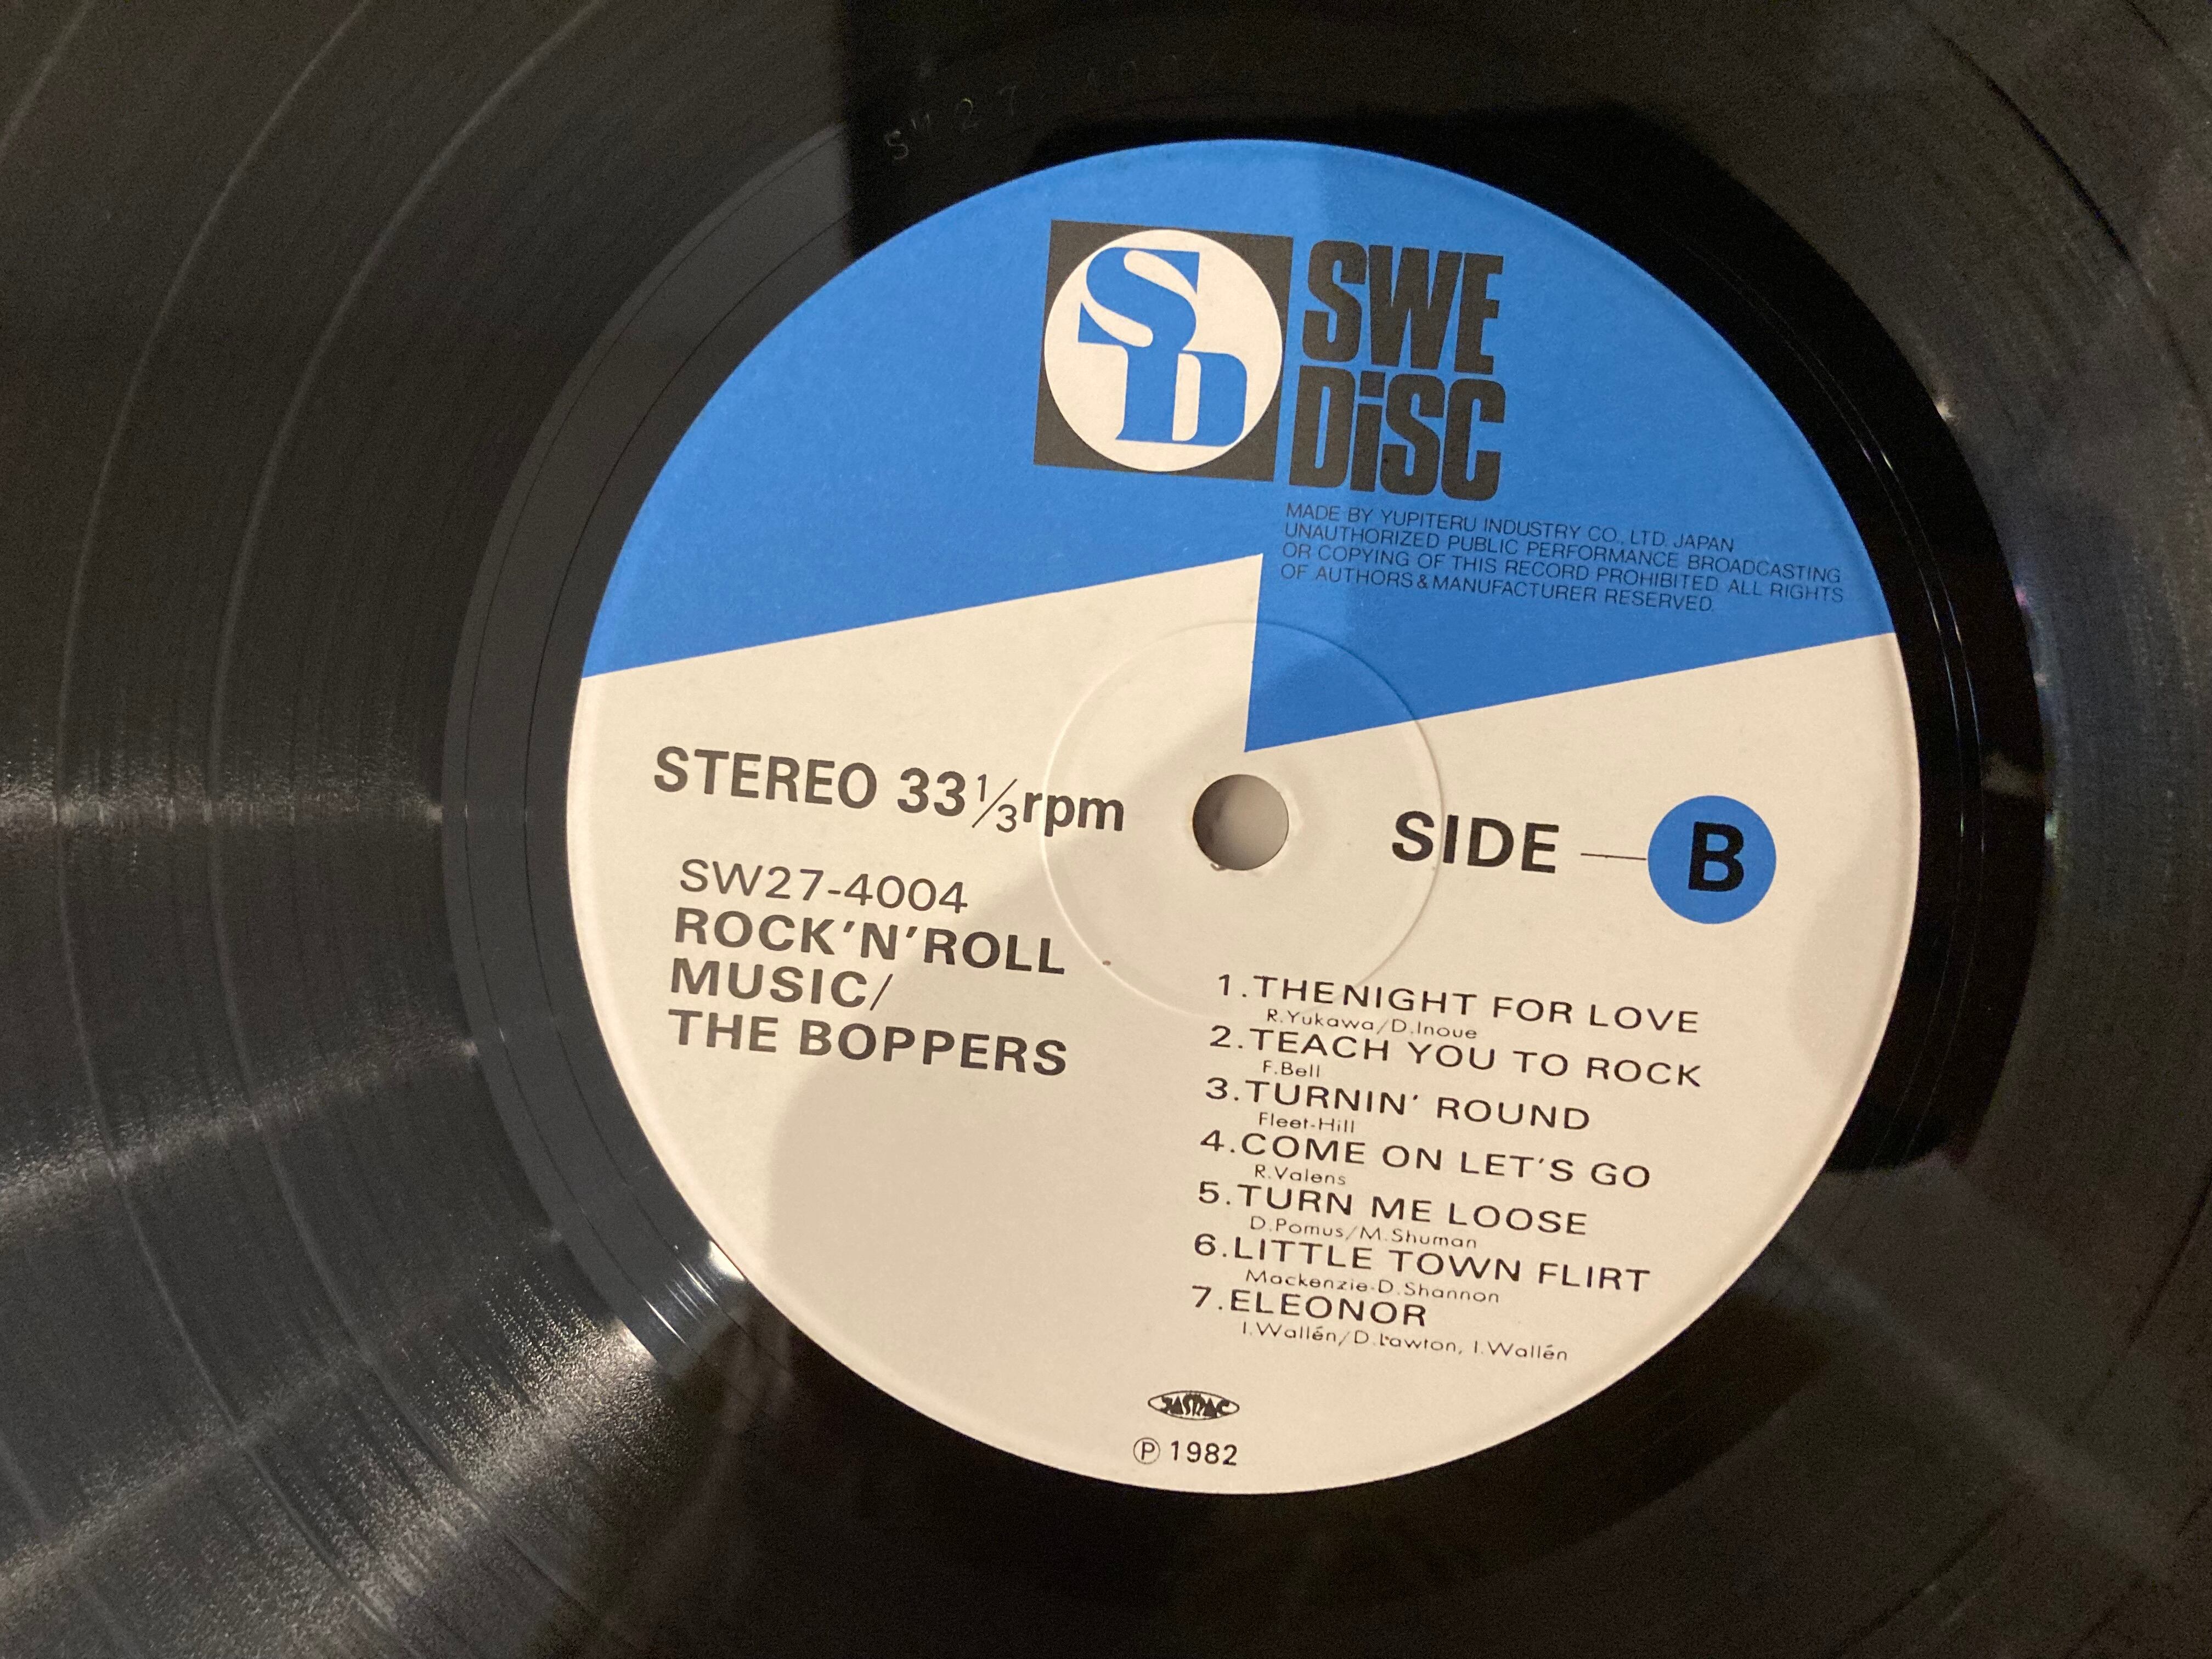 SD
SWE
DiSC
MADE BY YUPITERU INDUSTRY CO., LTD. JAPAN
UNAUTHORIZED PUBLIC PERFORMANCE BROADCASTING
OR COPYING OF THIS RECORD PROHIBITED ALL RIGHTS
OF AUTHORS & MANUFACTURER RESERVED.
STEREO 33 1/3 rpm
SIDE — B
SW27-4004
ROCK'N'ROLL
MUSIC/
THE BOPPERS
1.THENIGHT FOR LOVE
R.Yukawa/D.Inoue
2.TEACH YOU TO ROCK
F.Bell
3.TURNIN' ROUND
Fleet-Hill
4.COME ON LET'S GO
R.Valens
5.TURN ME LOOSE
D.Pomus/M.Shuman
6.LITTLE TOWN FLIRT
Mackenzie-D.Shannon
7.ELEONOR
I.Wallén/D.Lawton, I.Wallén
JASRAC
Ⓟ 1982